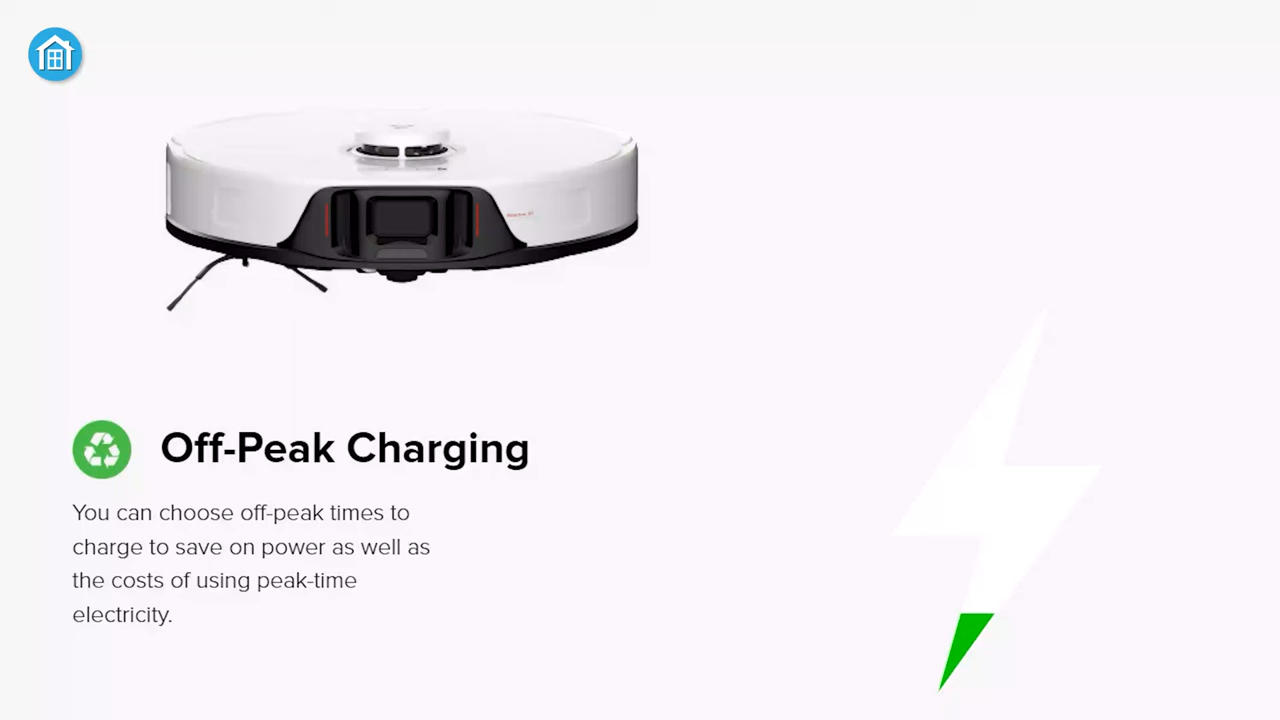 Off-Peak Charging
You can choose off-peak times to
charge to save on power as well as
the costs of using peak-time
electricity.